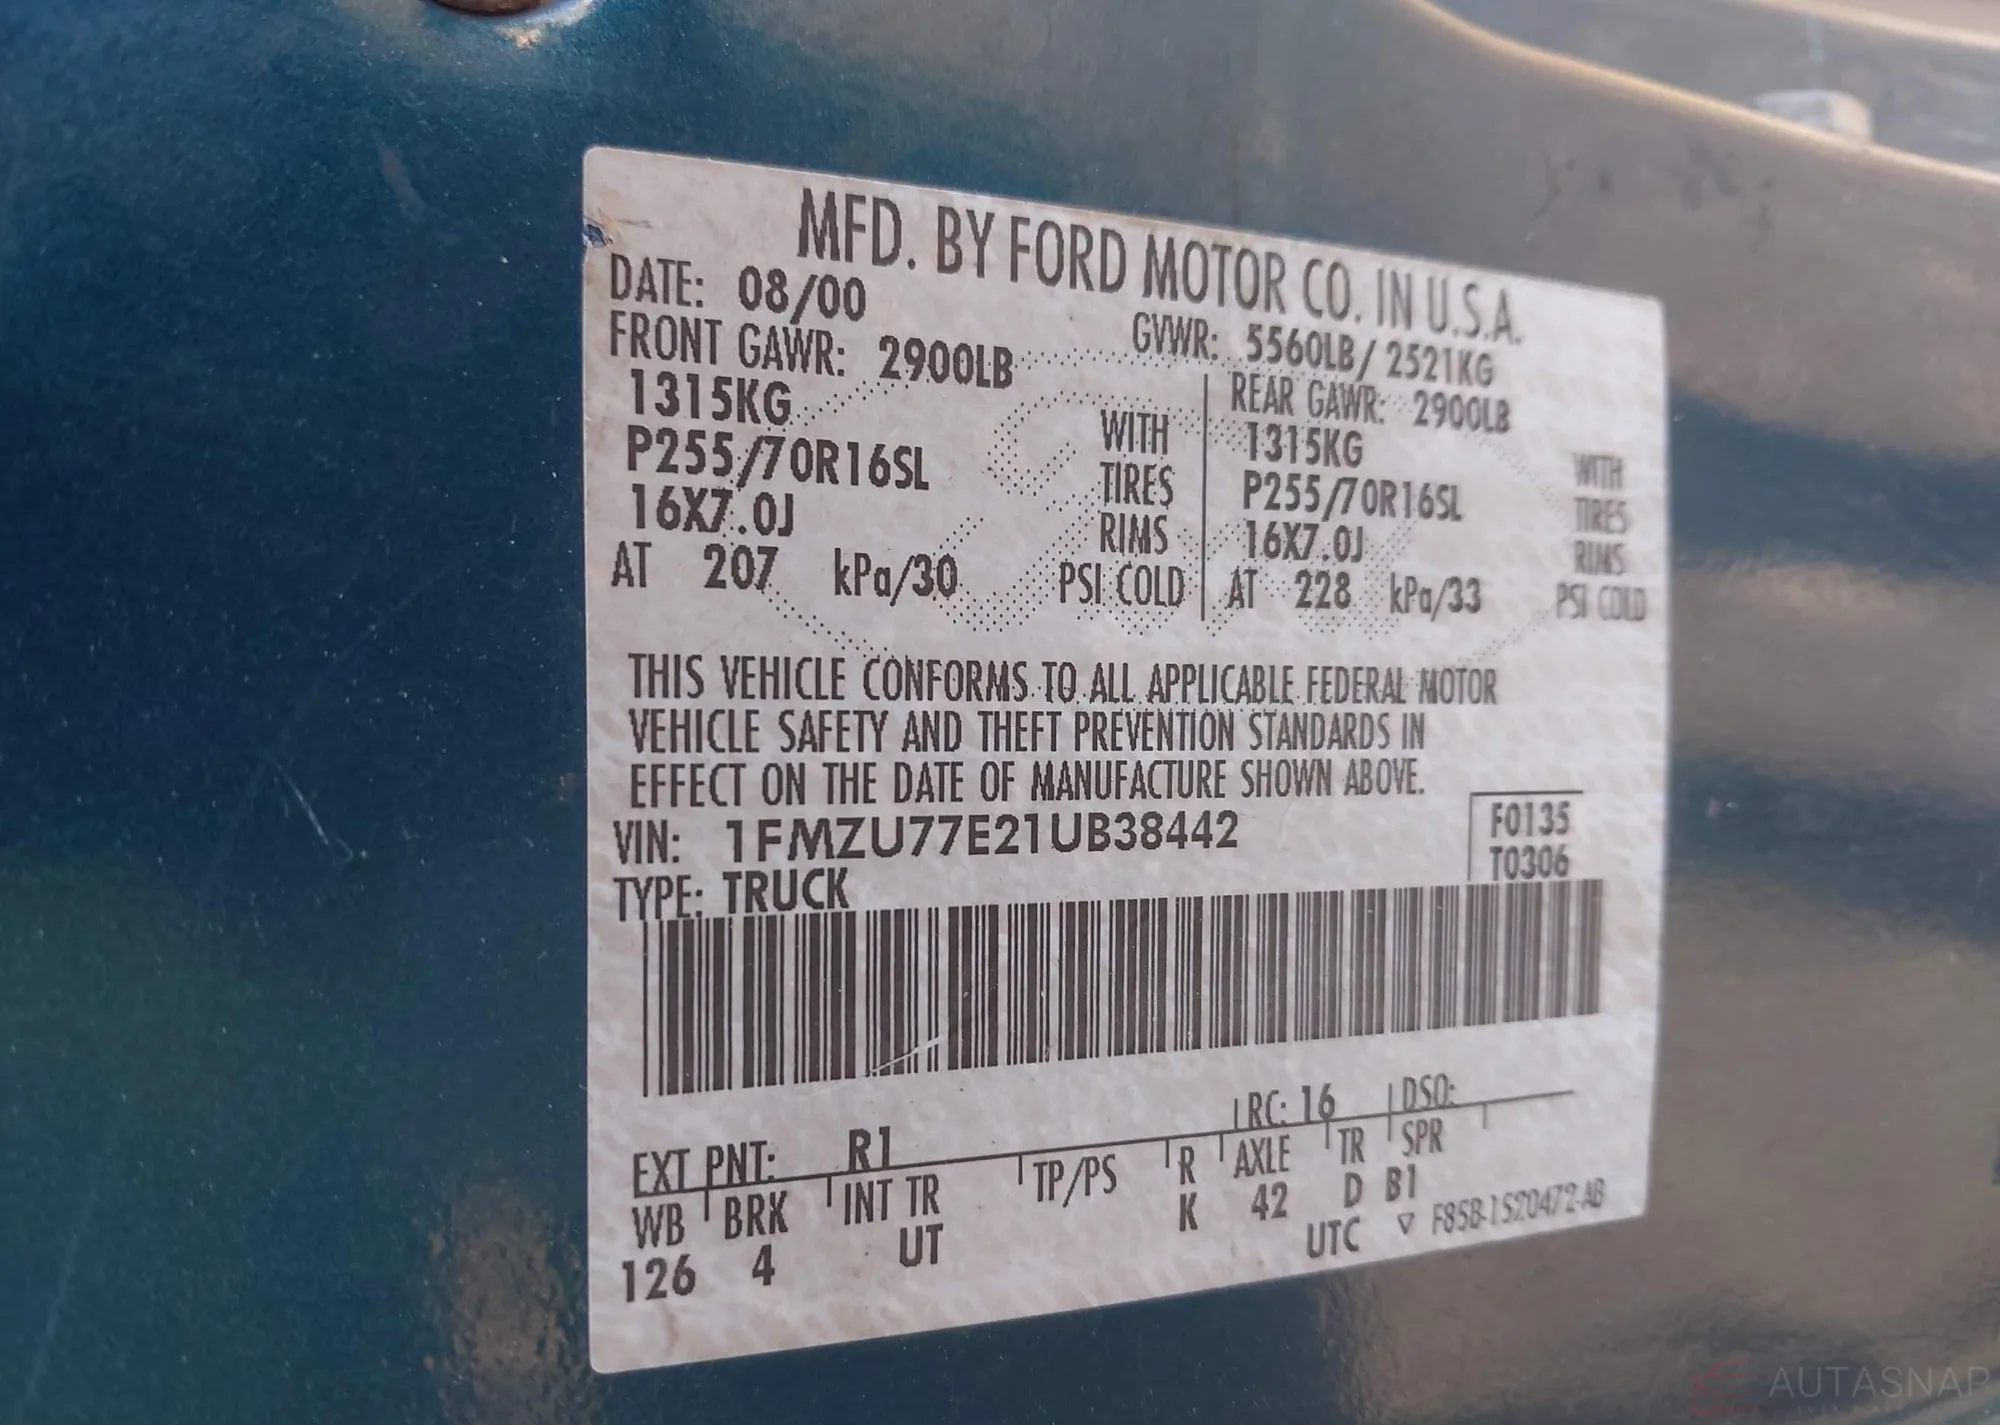 MFD. BY FORD MOTOR CO. IN U.S.A.
DATE: 08/00
GVWR: 5560LB/ 2521KG
FRONT GAWR: 2900LB
1315KG WITH
P255/70R16SL TIRES
16X7.0J RIMS
AT 207 kPa/30 PSI COLD
REAR GAWR: 2900LB
1315KG WITH
P255/70R16SL TIRES
16X7.0J RIMS
AT 228 kPa/33 PSI COLD
THIS VEHICLE CONFORMS TO ALL APPLICABLE FEDERAL MOTOR
VEHICLE SAFETY AND THEFT PREVENTION STANDARDS IN
EFFECT ON THE DATE OF MANUFACTURE SHOWN ABOVE.
VIN: 1FMZU77E21UB38442
F0135
T0306
TYPE: TRUCK
EXT PNT: R1 RC: 16 DSO:
WB BRK INT TR TP/PS R AXLE TR SPR
126 4 UT K 42 D B1
UTC ▽ F85B-1520472-AB
AUTASNAP